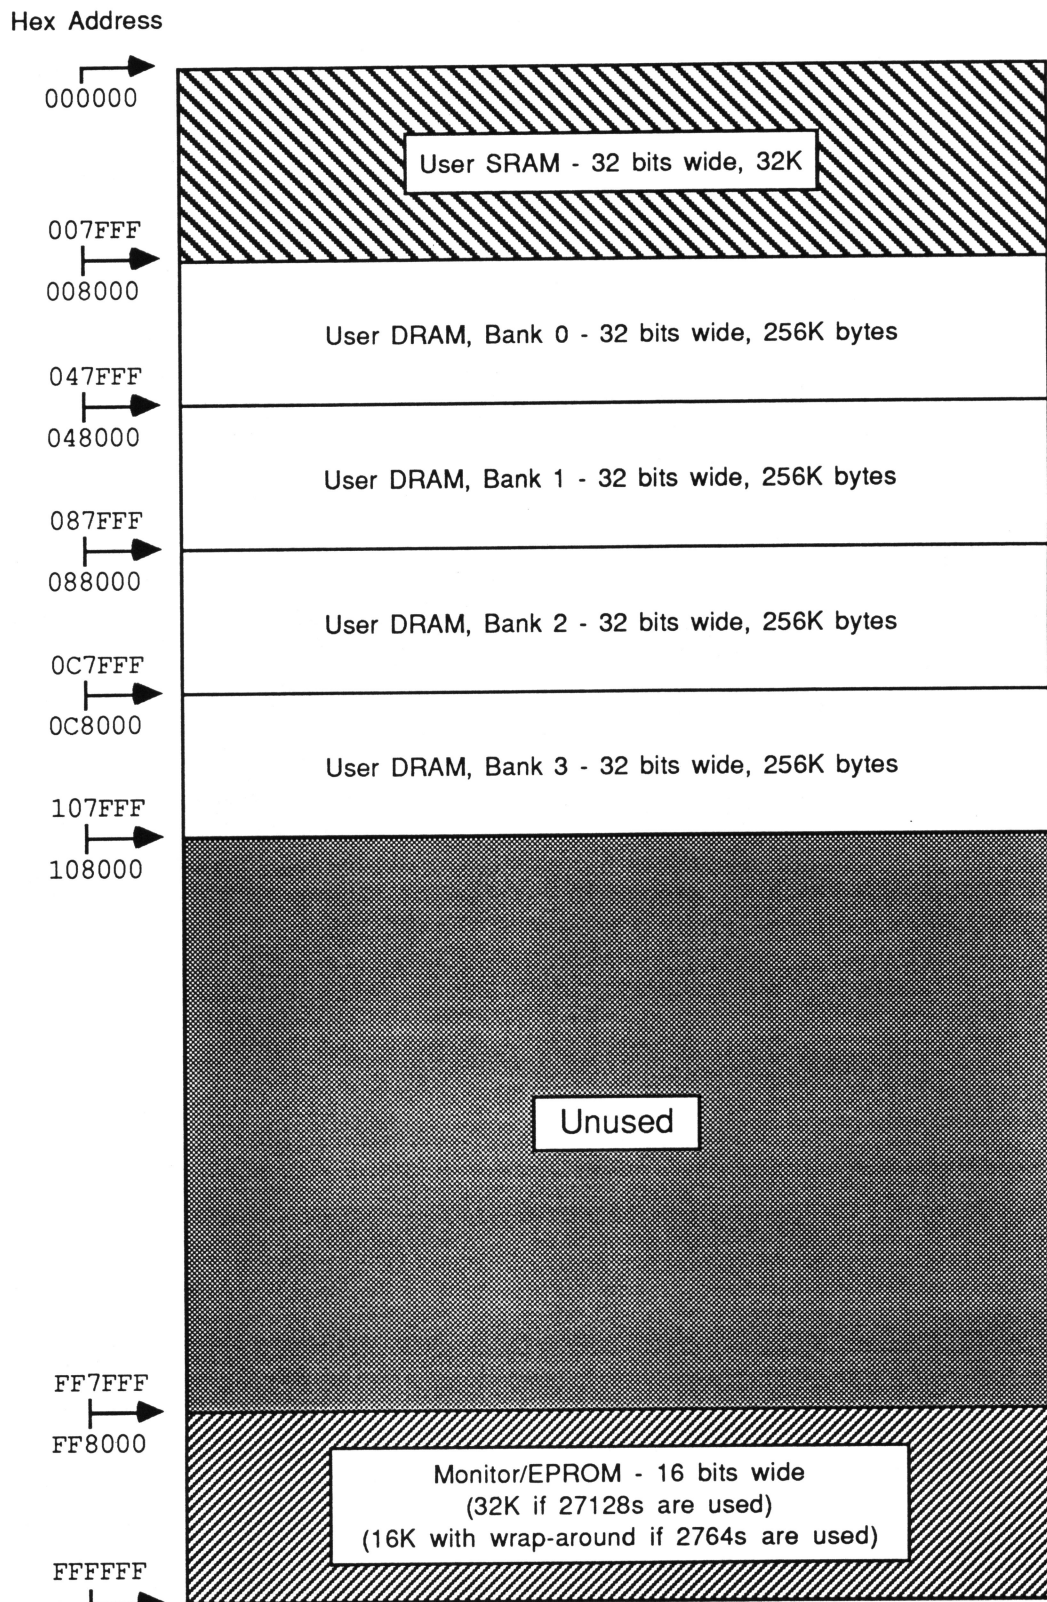 Hex Address
000000
User SRAM - 32 bits wide, 32K
007FFF
008000
User DRAM, Bank 0 - 32 bits wide, 256K bytes
047FFF
048000
User DRAM, Bank 1 - 32 bits wide, 256K bytes
087FFF
088000
User DRAM, Bank 2 - 32 bits wide, 256K bytes
0C7FFF
0C8000
User DRAM, Bank 3 - 32 bits wide, 256K bytes
107FFF
108000
Unused
FF7FFF
FF8000
Monitor/EPROM - 16 bits wide
(32K if 27128s are used)
(16K with wrap-around if 2764s are used)
FFFFFF